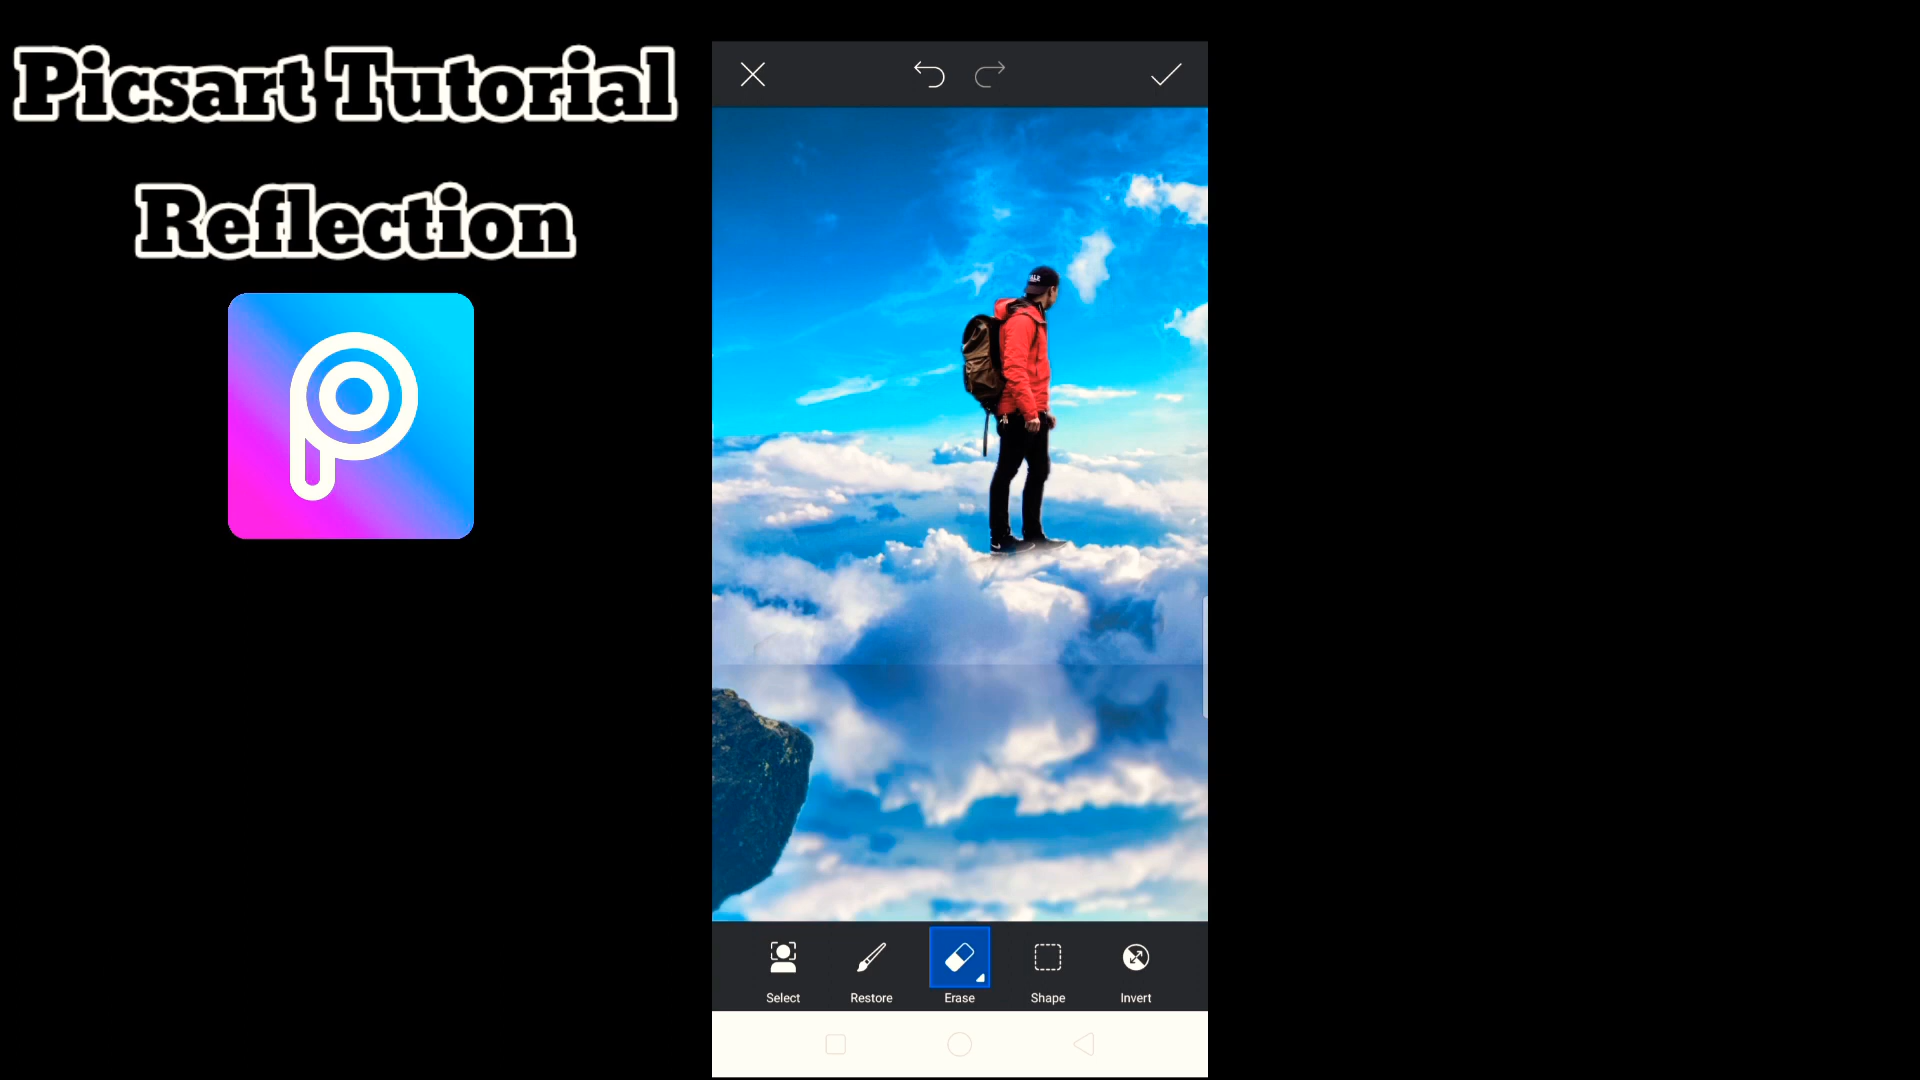 Picsart Tutorial
Reflection
Select
Restore
Erase
Shape
Invert